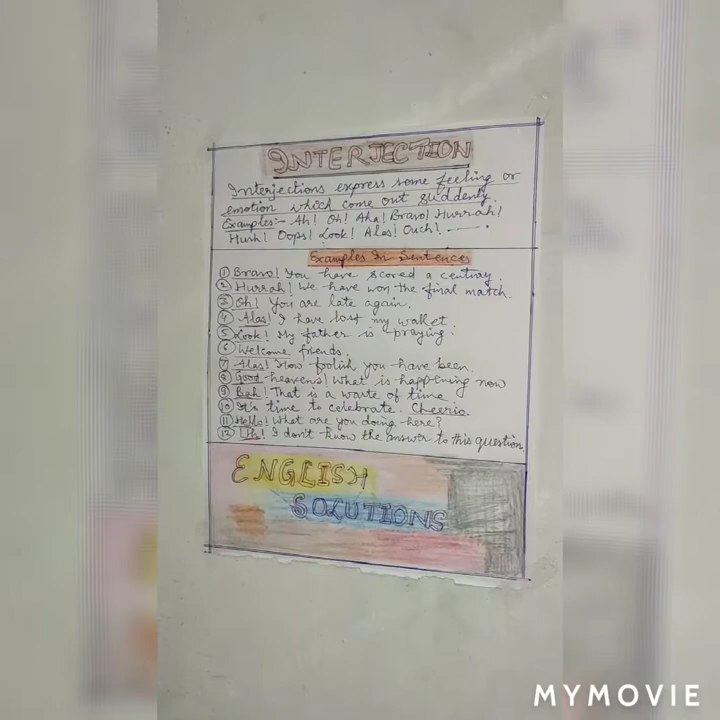 INTERJECTION
Interjections express some feeling or
emotion which come out suddenly.
Examples:- Ah! Oh! Aha! Bravo! Hurrah!
Hush! Oops! Look! Alas! Ouch!
Examples In Sentences
① Bravo! You have scored a century.
② Hurrah! We have won the final match.
③ Oh! You are late again.
④ Alas! I have lost my wallet.
⑤ Look! My father is praying.
⑥ Welcome friends.
⑦ Alas! How foolish you have been.
⑧ Good heavens! What is happening now
⑨ Bah! That is a waste of time
⑩ It's time to celebrate. Cheerio.
⑪ Hello! What are you doing here?
⑫ Uh! I don't know the answer to this question.
ENGLISH
SOLUTIONS
MYMOVIE